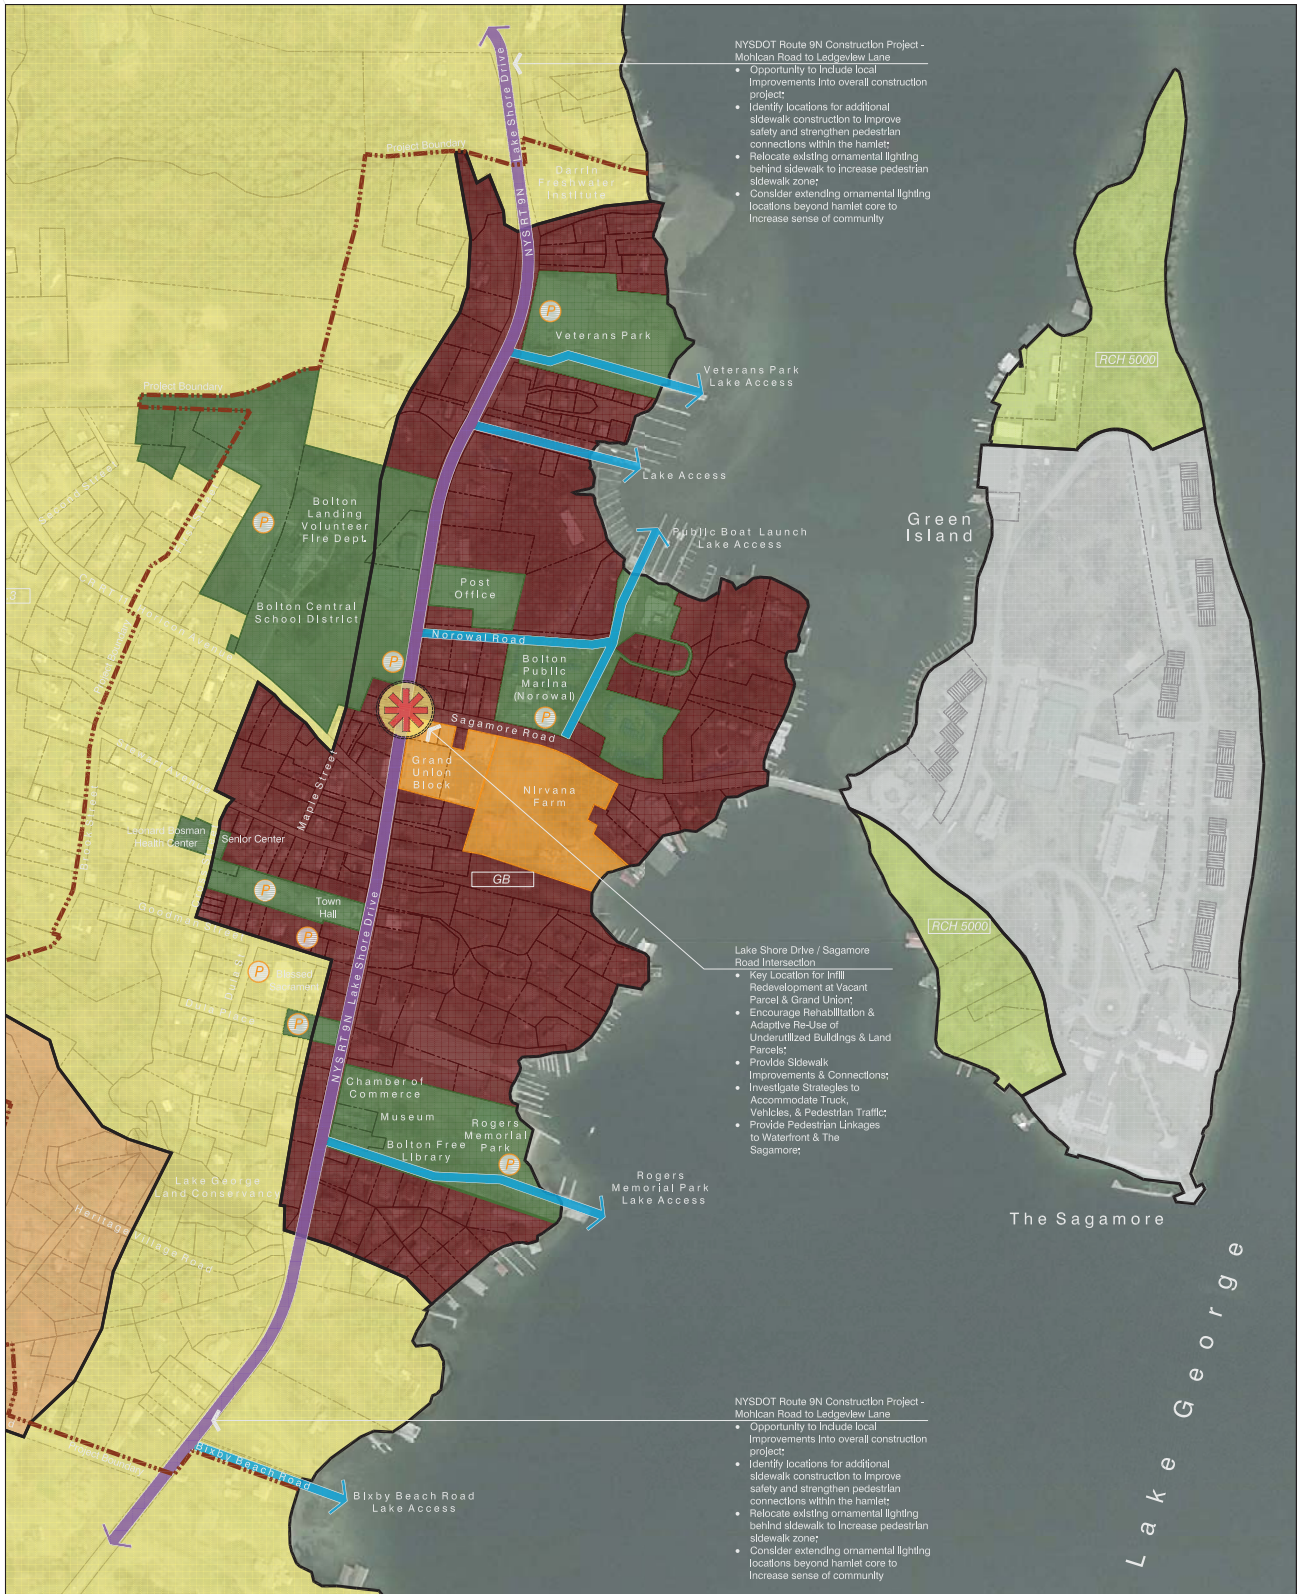 NYSDOT Route 9N Construction Project -
Mohican Road to Ledgeview Lane
• Opportunity to include local
improvements into overall construction
project;
• Identify locations for additional
sidewalk construction to improve
safety and strengthen pedestrian
connections within the hamlet;
• Relocate existing ornamental lighting
behind sidewalk to increase pedestrian
sidewalk zone;
• Consider extending ornamental lighting
locations beyond hamlet core to
increase sense of community
Lake Shore Drive
NYS RT 9N
Project Boundary
Darrin
Freshwater
Institute
P
Veterans Park
Veterans Park
Lake Access
RCH 5000
Project Boundary
Lake Access
Green
Island
Bolton
Landing
Volunteer
Fire Dept.
P
Public Boat Launch
Lake Access
Post
Office
Bolton Central
School District
Norowal Road
P
Bolton
Public
Marina
(Norowal)
P
Sagamore Road
Grand
Union
Block
Nirvana
Farm
Maple Street
Health Center
Senior Center
GB
P
Town
Hall
P
P
P
RCH 5000
Lake Shore Drive / Sagamore
Road Intersection
• Key Location for Infill
Redevelopment at Vacant
Parcel & Grand Union;
• Encourage Rehabilitation &
Adaptive Re-Use of
Underutilized Buildings & Land
Parcels;
• Provide Sidewalk
Improvements & Connections;
• Investigate Strategies to
Accommodate Truck,
Vehicles, & Pedestrian Traffic;
• Provide Pedestrian Linkages
to Waterfront & The
Sagamore;
NYS RT 9N Lake Shore Drive
Chamber of
Commerce
Museum
Rogers
Memorial
Park
Bolton Free
Library
P
Rogers
Memorial Park
Lake Access
Lake George
Land Conservancy
Heritage Village Road
The Sagamore
Lake George
NYSDOT Route 9N Construction Project -
Mohican Road to Ledgeview Lane
• Opportunity to include local
improvements into overall construction
project;
• Identify locations for additional
sidewalk construction to improve
safety and strengthen pedestrian
connections within the hamlet;
• Relocate existing ornamental lighting
behind sidewalk to increase pedestrian
sidewalk zone;
• Consider extending ornamental lighting
locations beyond hamlet core to
increase sense of community
Project Boundary
Bixby Beach Road
Bixby Beach Road
Lake Access